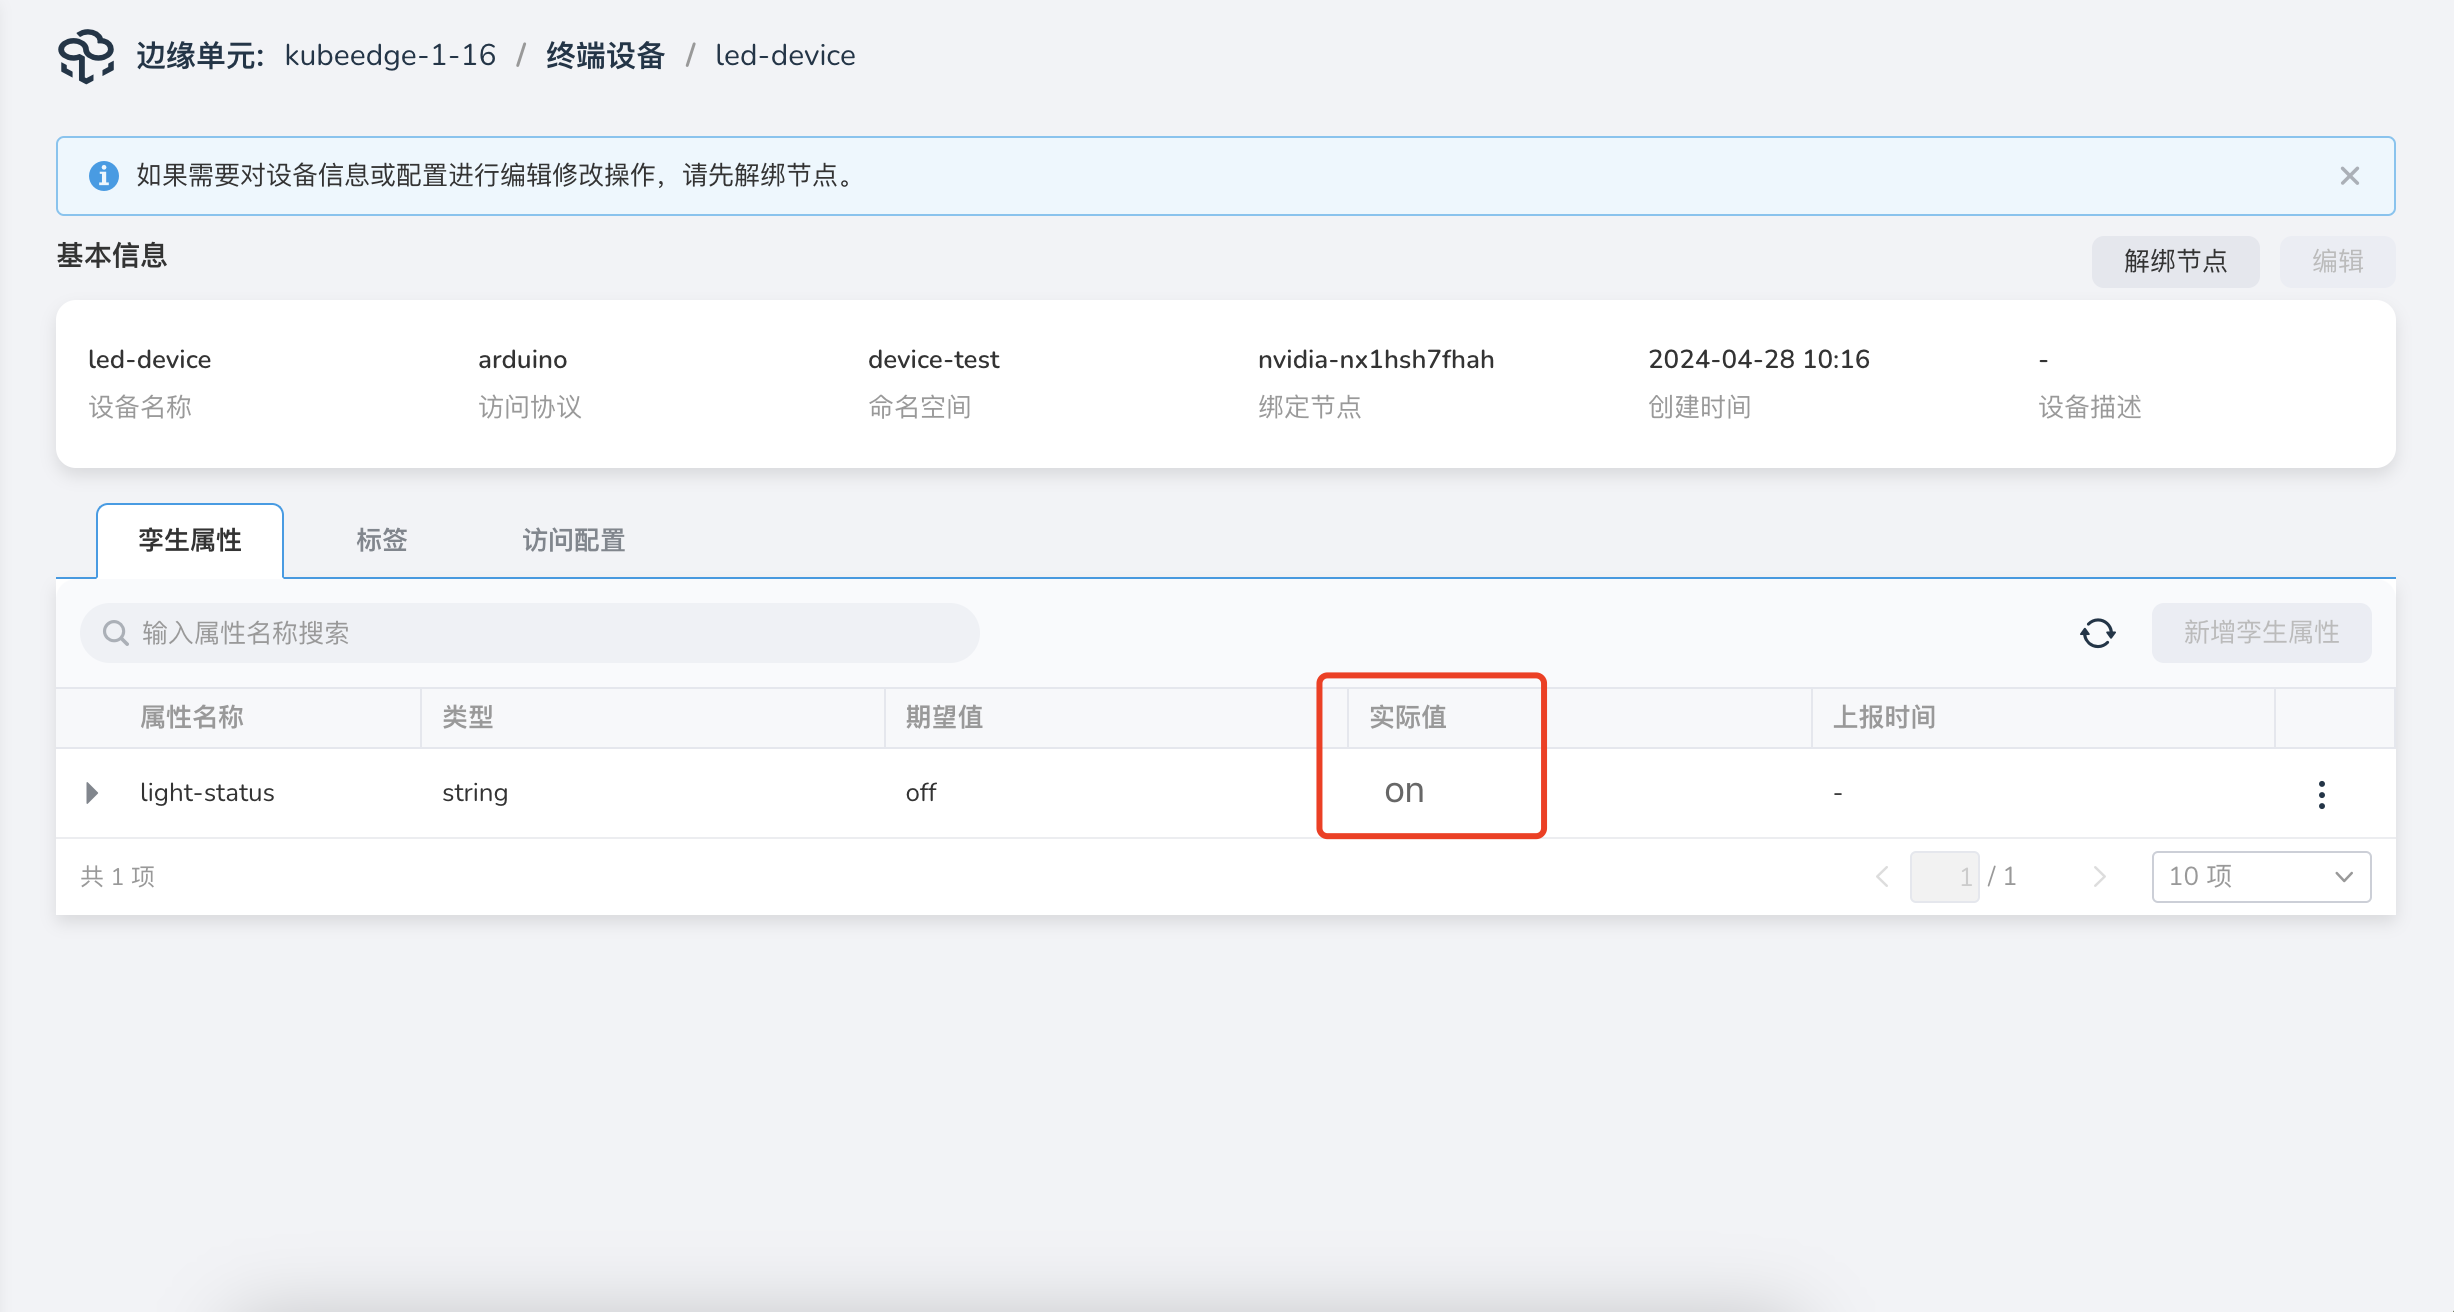 边缘单元: kubeedge-1-16 / 终端设备 / led-device
如果需要对设备信息或配置进行编辑修改操作，请先解绑节点。
基本信息
解绑节点 编辑
led-device arduino device-test nvidia-nx1hsh7fhah 2024-04-28 10:16 -
设备名称 访问协议 命名空间 绑定节点 创建时间 设备描述
孪生属性 标签 访问配置
输入属性名称搜索 新增孪生属性
属性名称 类型 期望值 实际值 上报时间
light-status string off on -
共 1 项 1 / 1 10 项